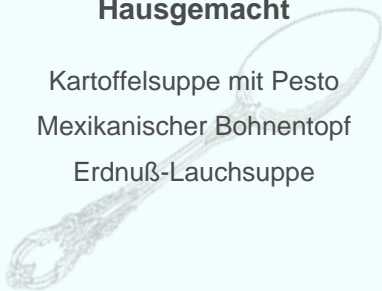 Hausgemacht
Kartoffelsuppe mit Pesto
Mexikanischer Bohnentopf
Erdnuß-Lauchsuppe